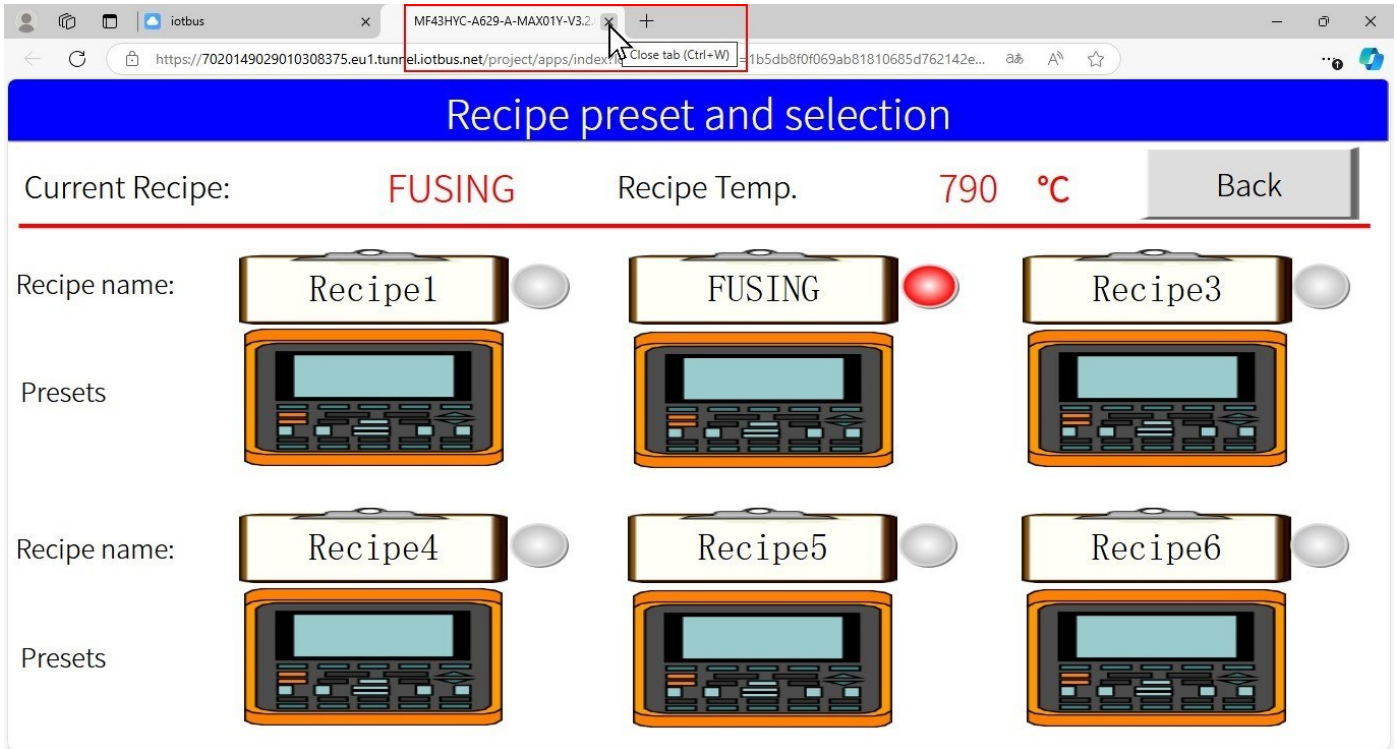 iotbus
MF43HYC-A629-A-MAX01Y-V3.2.
https://7020149029010308375.eu1.tunnel.iotbus.net/project/apps/index?
=1b5db8f0f069ab81810685d762142e...
Close tab (Ctrl+W)
Recipe preset and selection
Current Recipe: FUSING Recipe Temp. 790 °C Back
Recipe name: Recipe1 FUSING Recipe3
Presets
Recipe name: Recipe4 Recipe5 Recipe6
Presets